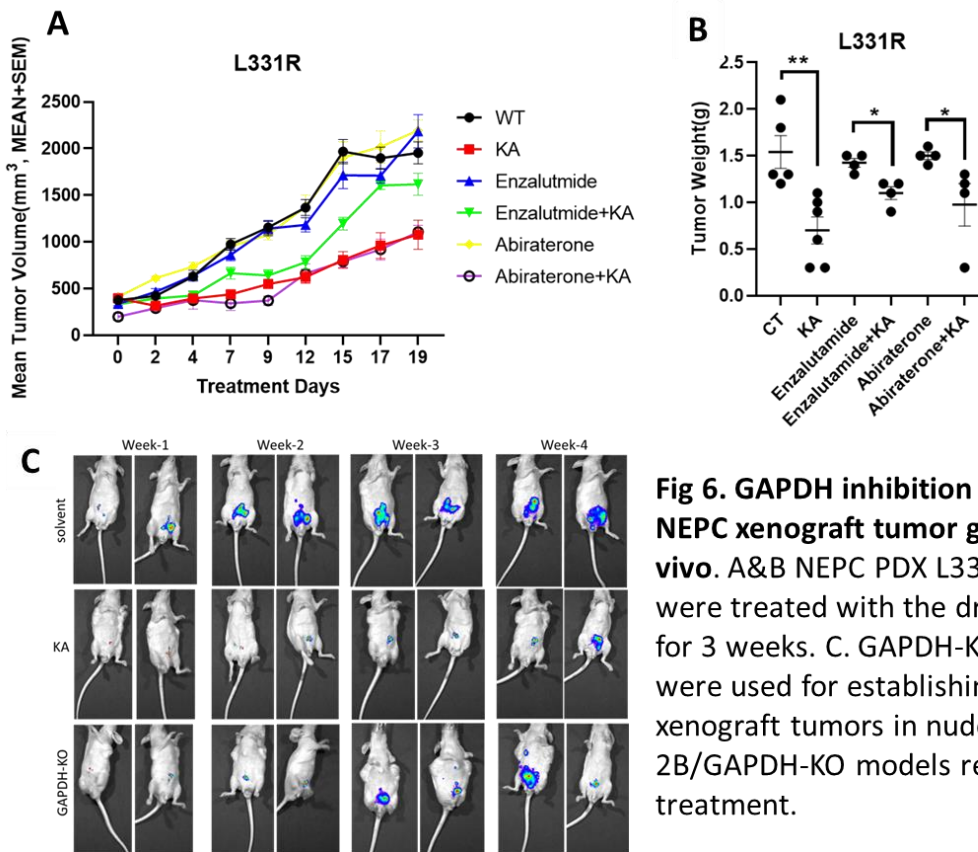 A
L331R
2500
2000
1500
1000
500
0
Mean Tumor Volume(mm³, MEAN+SEM)
0 2 4 7 9 12 15 17 19
Treatment Days
WT
KA
Enzalutmide
Enzalutmide+KA
Abiraterone
Abiraterone+KA
B
L331R
2.5
2.0
1.5
1.0
0.5
0.0
Tumor Weight(g)
** * *
CT
KA
Enzalutamide
Enzalutamide+KA
Abiraterone
Abiraterone+KA
C
Week-1 Week-2 Week-3 Week-4
solvent
KA
GAPDH-KO
Fig 6. GAPDH inhibition
NEPC xenograft tumor g
vivo. A&B NEPC PDX L33
were treated with the dr
for 3 weeks. C. GAPDH-K
were used for establishin
xenograft tumors in nude
2B/GAPDH-KO models re
treatment.